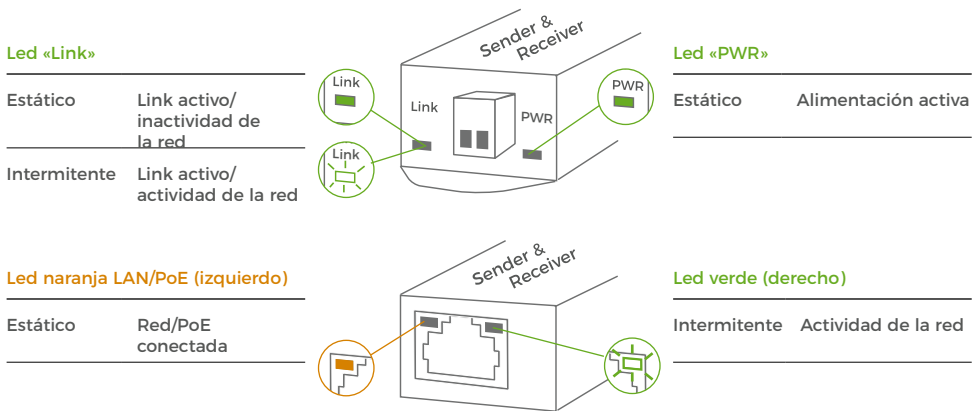 Led «Link»
Estático Link activo/
inactividad de
la red
Intermitente Link activo/
actividad de la red
Link
Link
Sender &
Receiver
Link
PWR
PWR
Led «PWR»
Estático Alimentación activa
Led naranja LAN/PoE (izquierdo)
Estático Red/PoE
conectada
Sender &
Receiver
Led verde (derecho)
Intermitente Actividad de la red